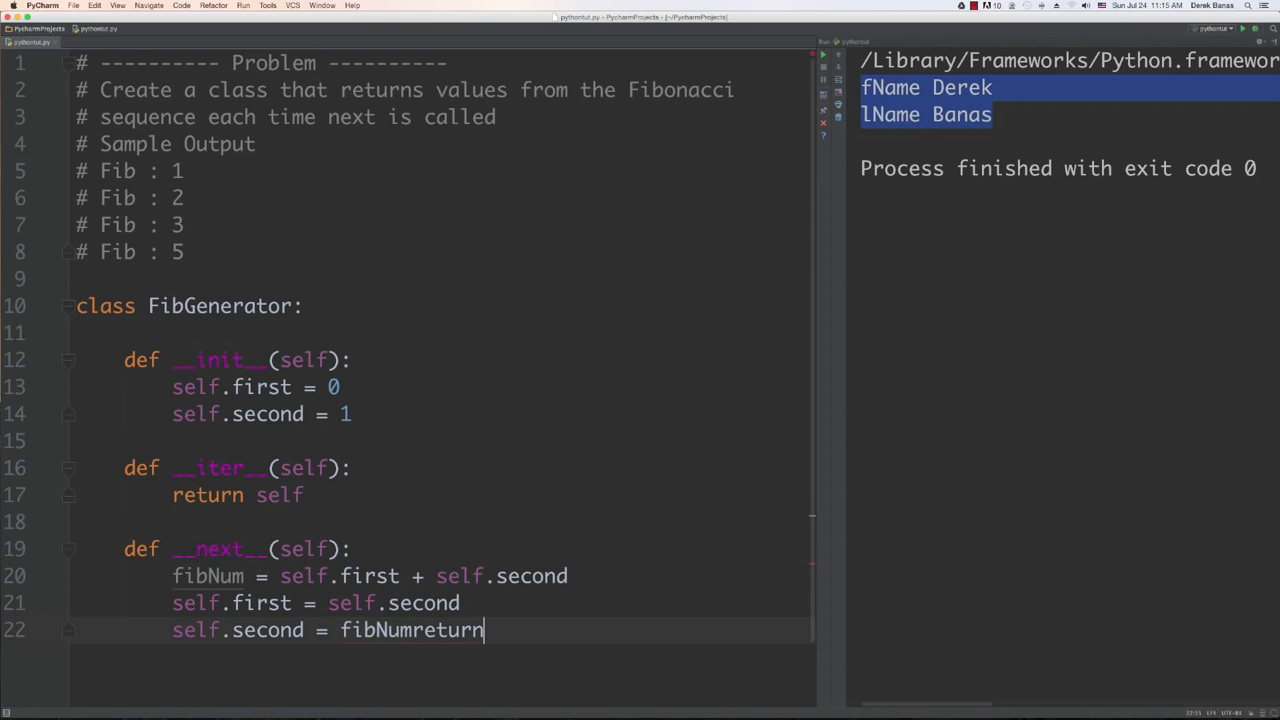 PyCharm File Edit View Navigate Code Refactor Run Tools VCS Window Help 10 Sun Jul 24 11:15 AM Derek Banas
pythontut.py - PycharmProjects - [~/PycharmProjects]
PycharmProjects pythontut.py pythontut
pythontut.py Run: pythontut
1 # ---------- Problem ----------
2 # Create a class that returns values from the Fibonacci
3 # sequence each time next is called
4 # Sample Output
5 # Fib : 1
6 # Fib : 2
7 # Fib : 3
8 # Fib : 5
9
10 class FibGenerator:
11
12 def __init__(self):
13 self.first = 0
14 self.second = 1
15
16 def __iter__(self):
17 return self
18
19 def __next__(self):
20 fibNum = self.first + self.second
21 self.first = self.second
22 self.second = fibNumreturn
/Library/Frameworks/Python.framewor
fName Derek
lName Banas
Process finished with exit code 0
22:35 LF÷ UTF-8÷